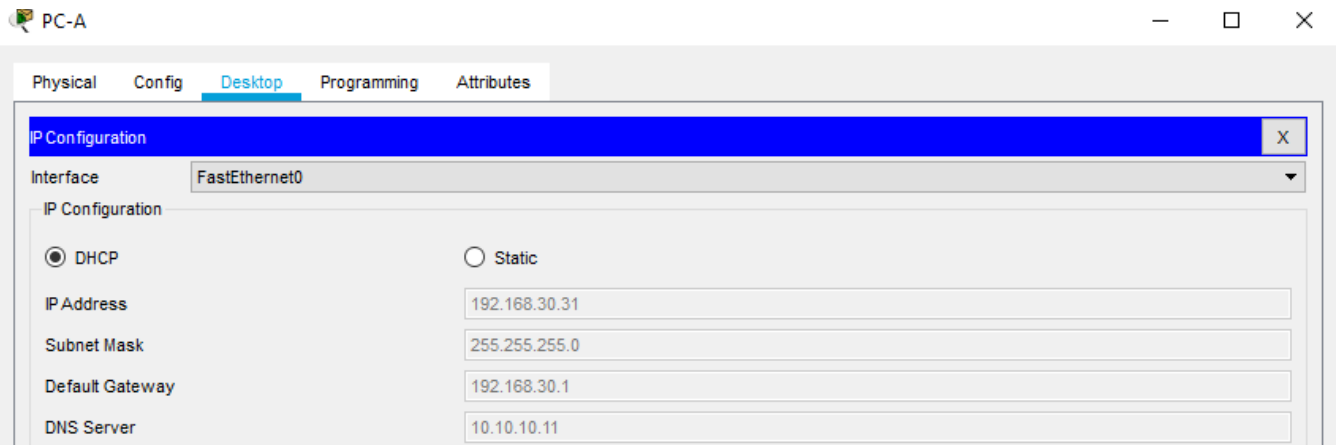 PC-A
Physical Config Desktop Programming Attributes
IP Configuration X
Interface FastEthernet0
IP Configuration
DHCP Static
IP Address 192.168.30.31
Subnet Mask 255.255.255.0
Default Gateway 192.168.30.1
DNS Server 10.10.10.11